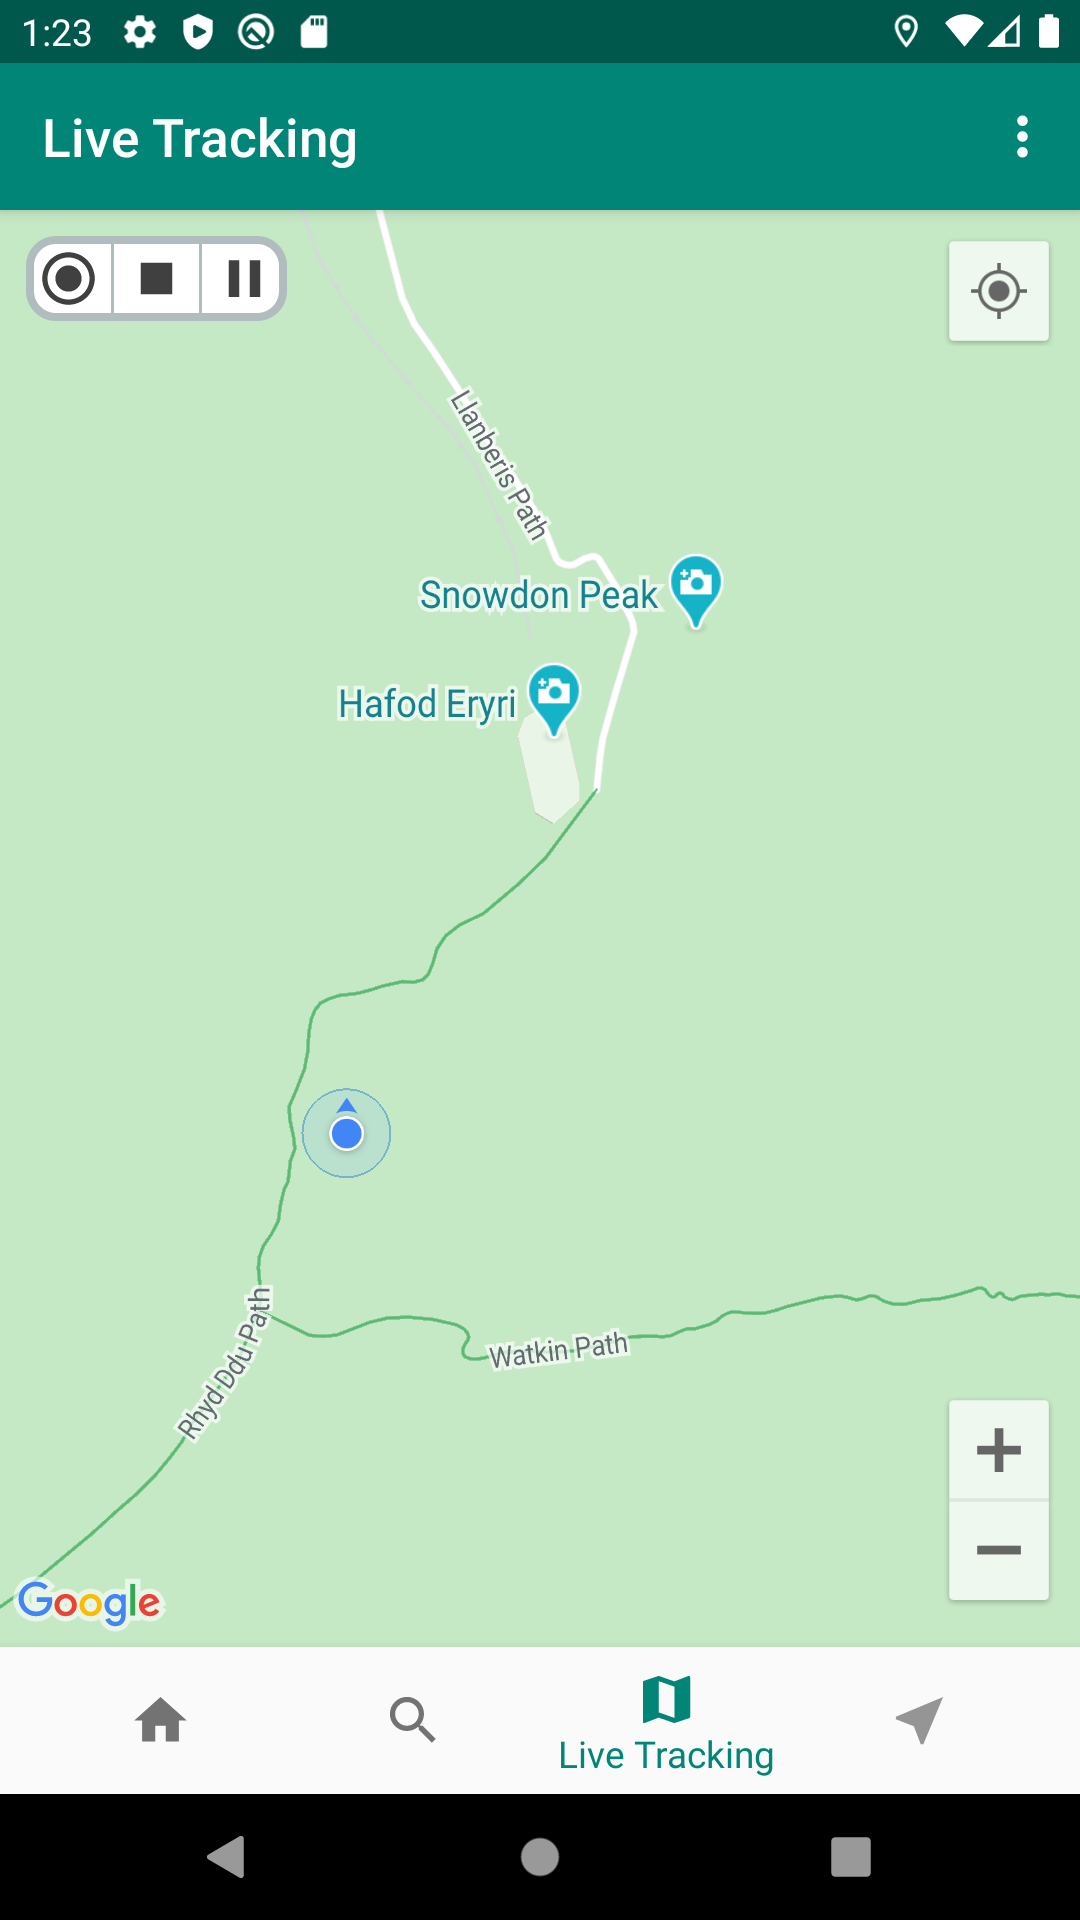 1:23
Live Tracking
Llanberis Path
Snowdon Peak
Hafod Eryri
Rhyd Ddu Path
Watkin Path
Google
Live Tracking